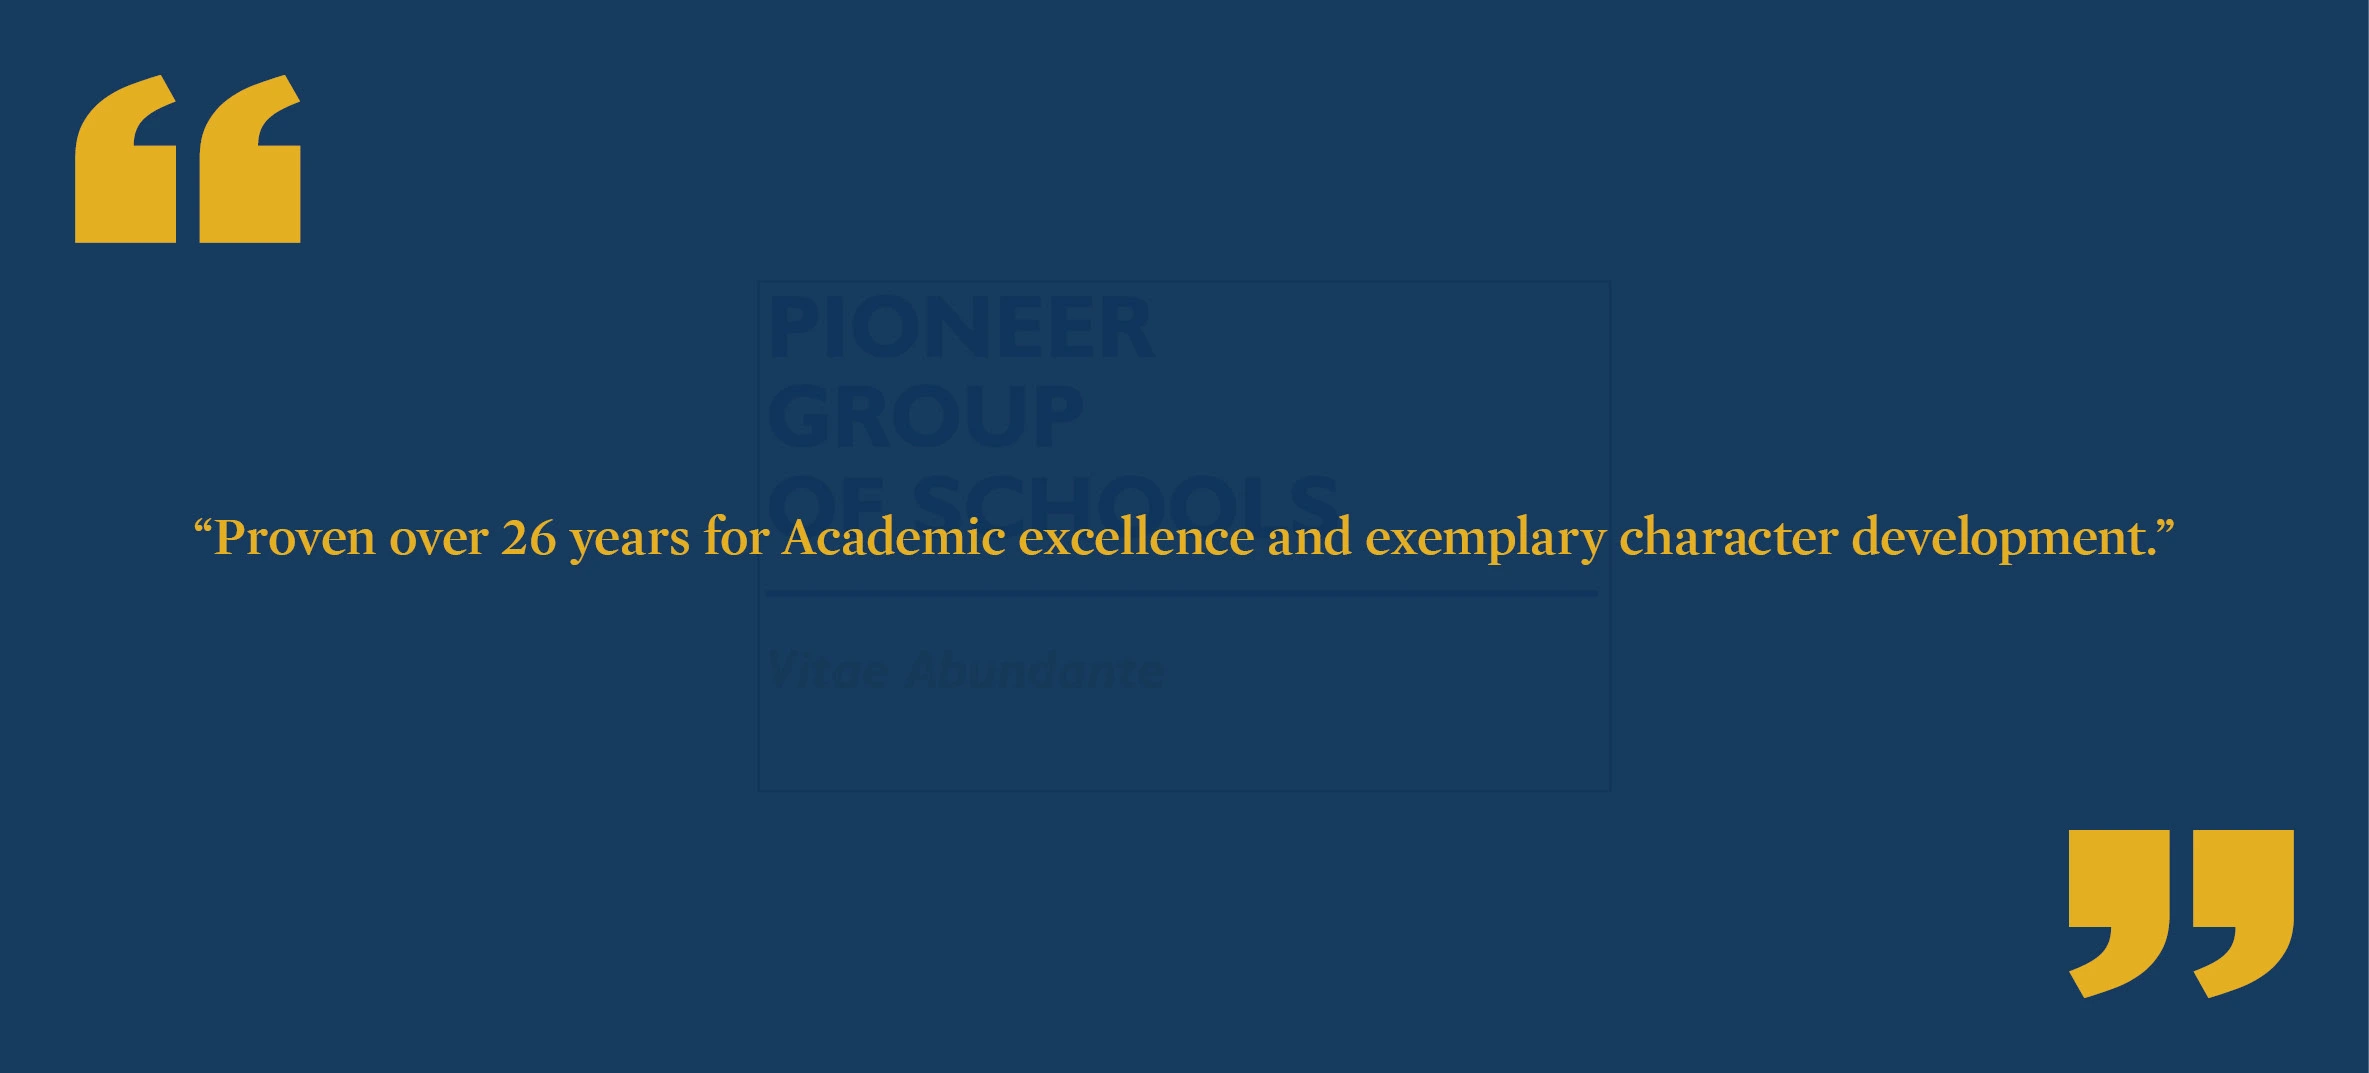 PIONEER
GROUP
OF SCHOOLS
“Proven over 26 years for Academic excellence and exemplary character development.”
Vitae Abundante